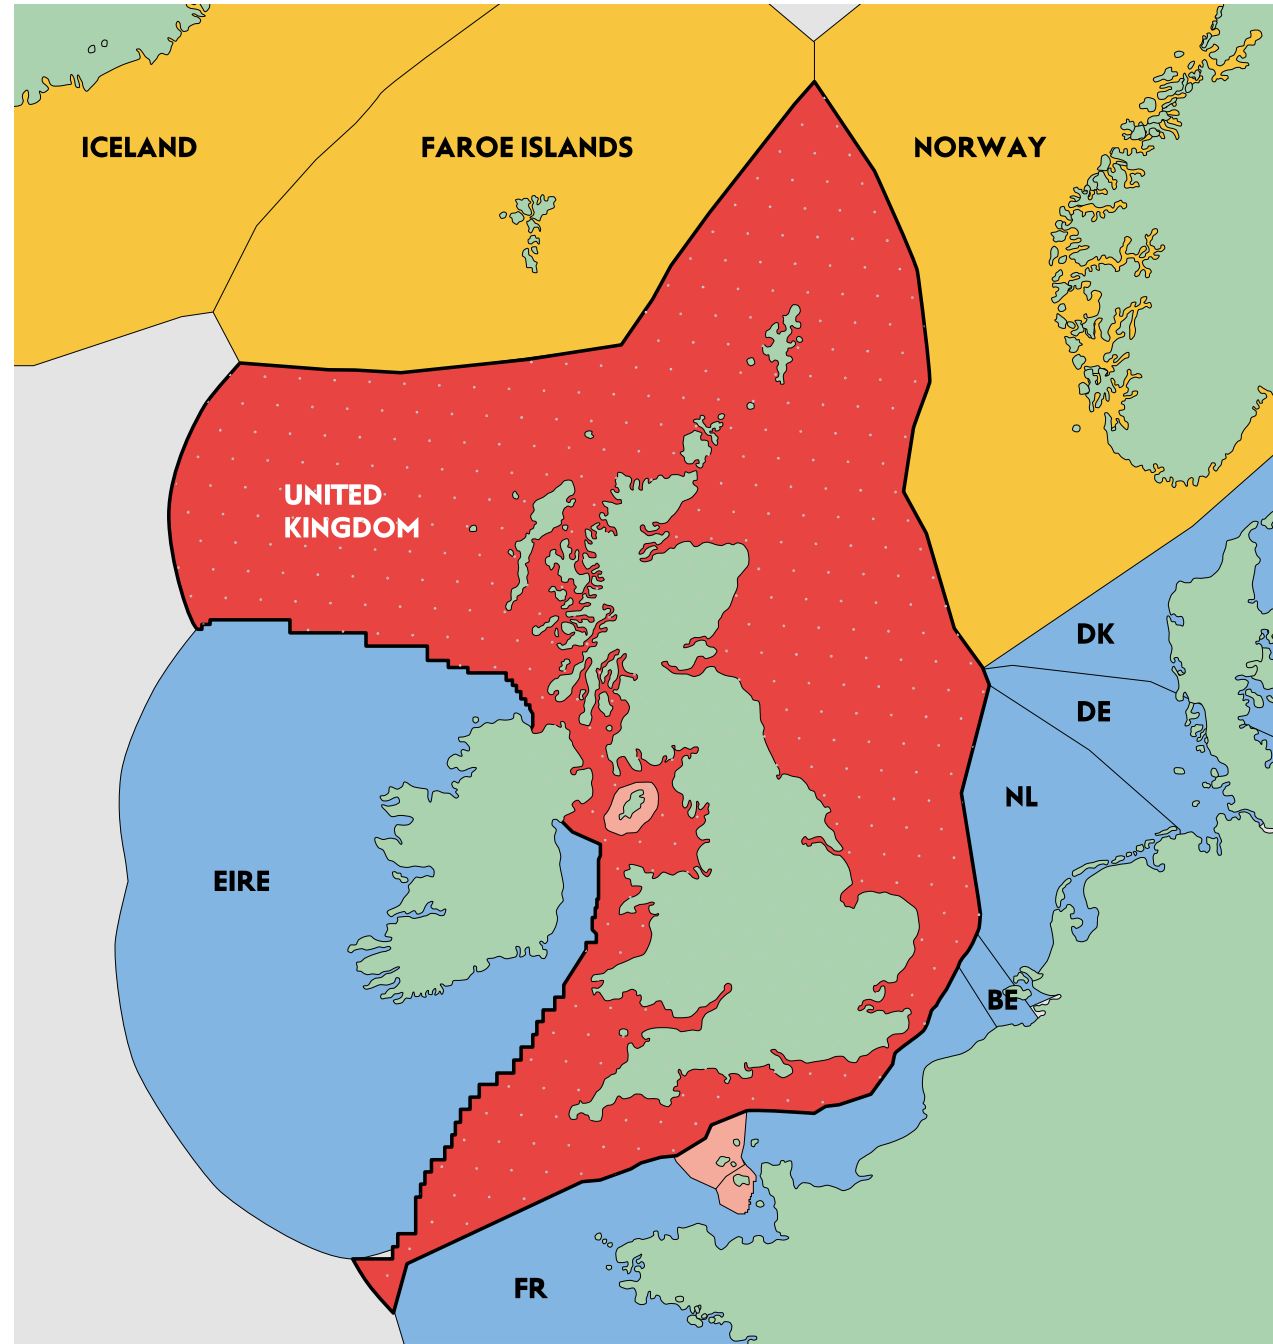 ICELAND
FAROE ISLANDS
NORWAY
UNITED
KINGDOM
DK
DE
NL
EIRE
BE
FR